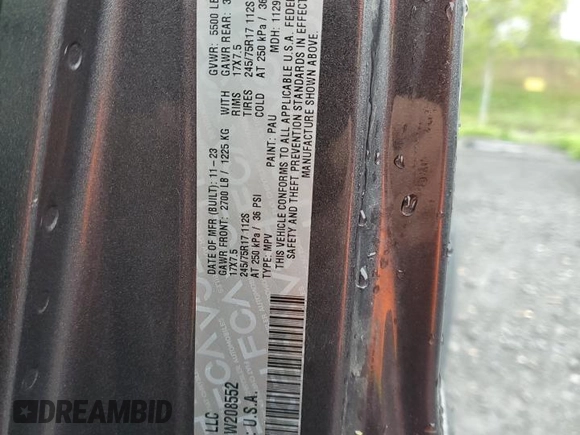 LLC
DATE OF MFR (BUILT): 11-23
GVWR: 5500 LB
GAWR FRONT: 2700 LB / 1225 KG WITH GAWR REAR:
17X7.5 RIMS 17X7.5
245/75R17 112S TIRES 245/75R17 112S
AT 250 kPa / 36 PSI COLD AT 250 kPa / 36
W208552 TYPE: MPV PAINT: PAU MDH:
U.S.A. THIS VEHICLE CONFORMS TO ALL APPLICABLE U.S.A.
SAFETY AND THEFT PREVENTION STANDARDS IN EFFECT
MANUFACTURE SHOWN ABOVE.
DREAMBID